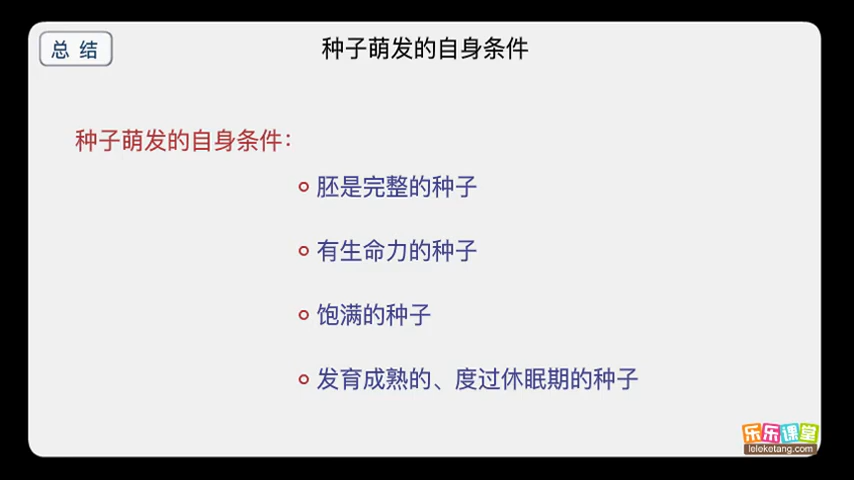 总 结
种子萌发的自身条件
种子萌发的自身条件：
胚是完整的种子
有生命力的种子
饱满的种子
发育成熟的、度过休眠期的种子
乐乐课堂
leleketang.com